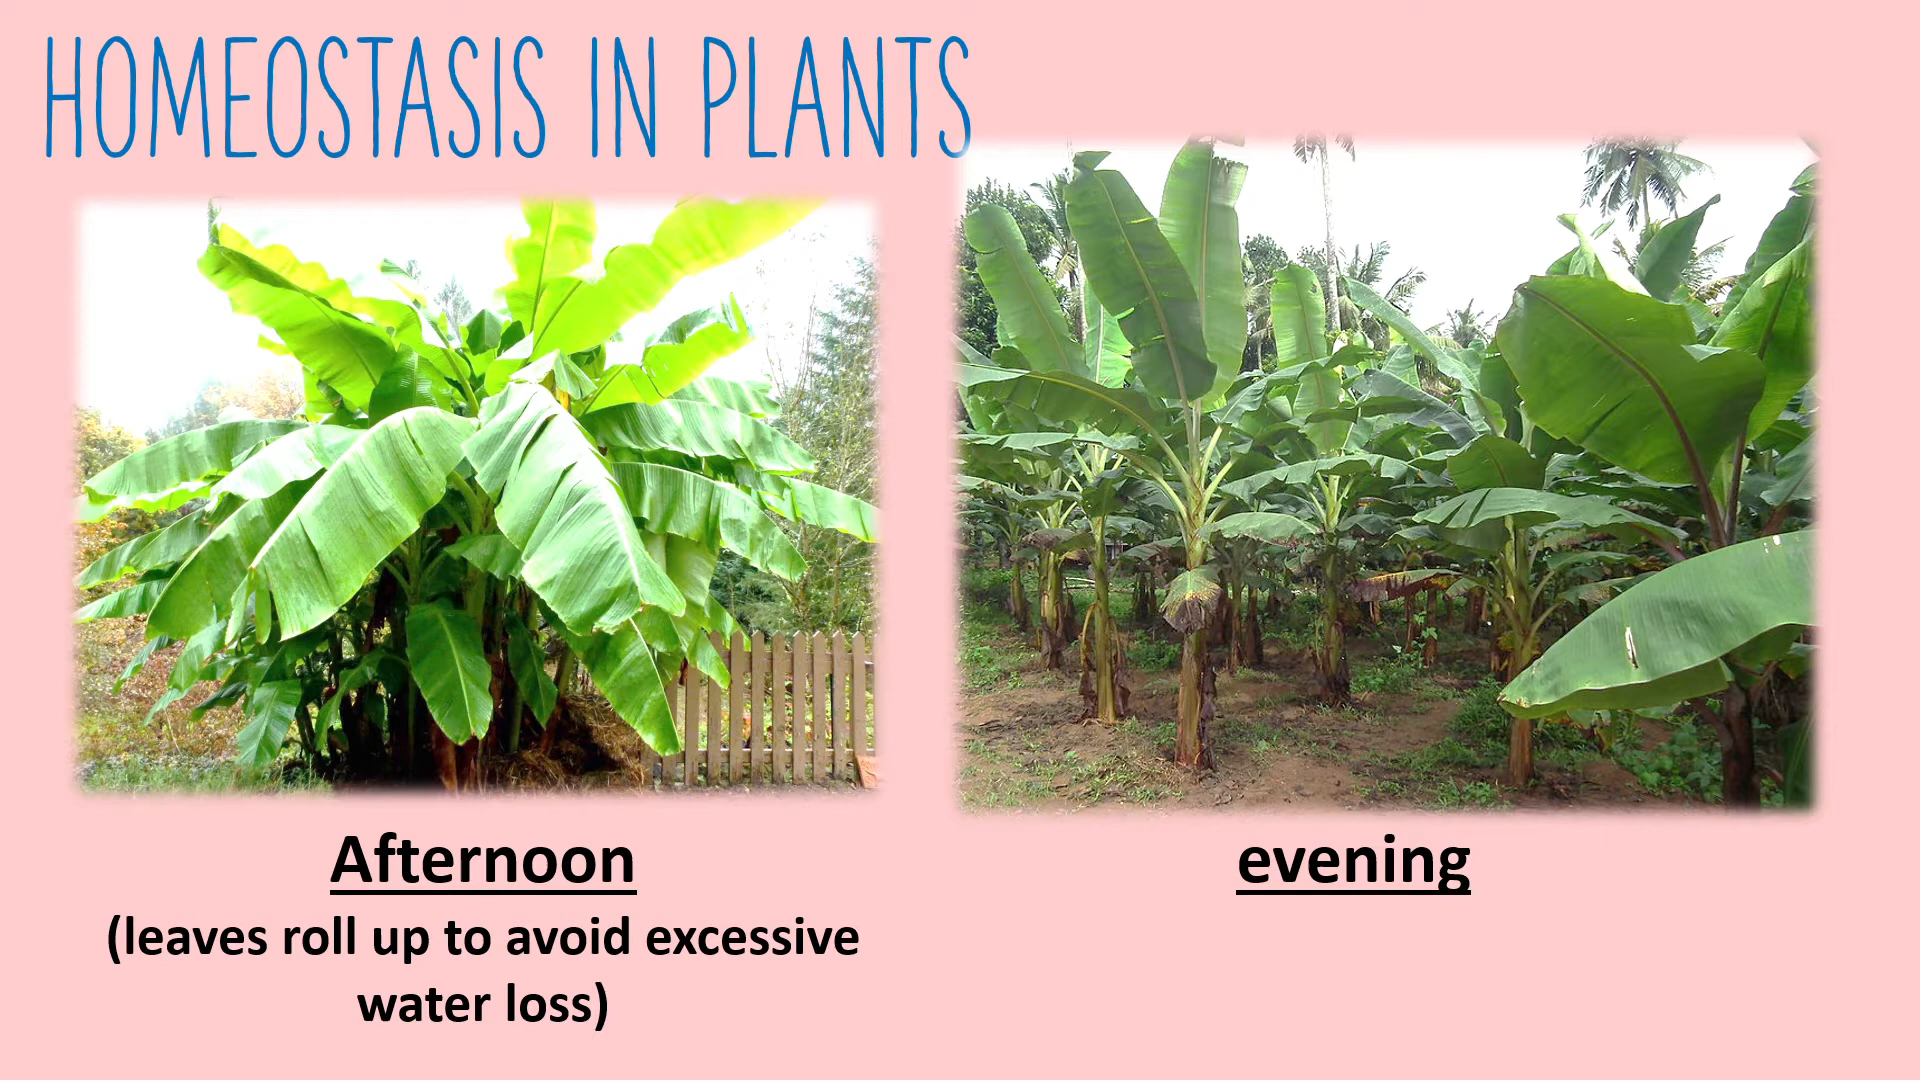 HOMEOSTASIS IN PLANTS
Afternoon
(leaves roll up to avoid excessive
water loss)
evening